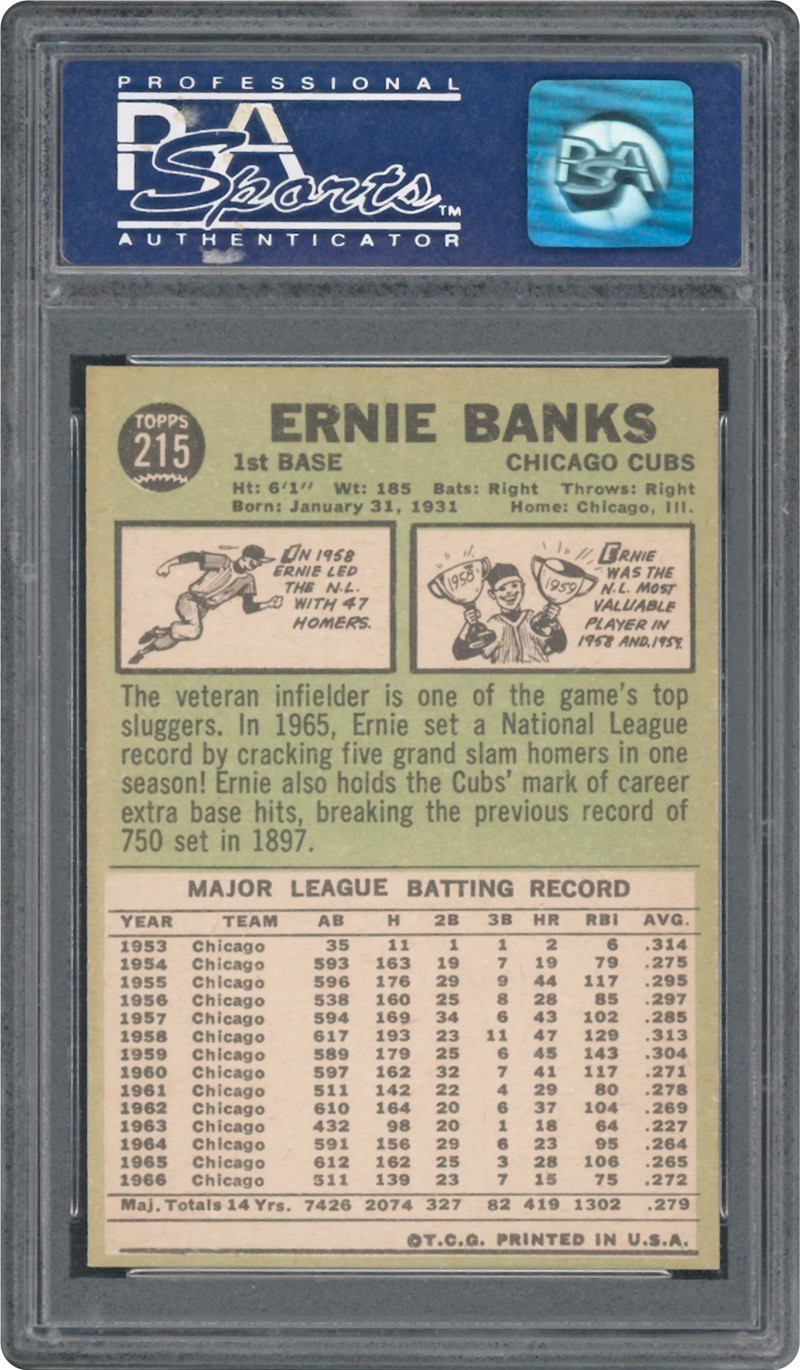 PROFESSIONAL
PSA
Sports™
AUTHENTICATOR
PSA
TOPPS
215
ERNIE BANKS
1st BASE CHICAGO CUBS
Ht: 6'1" Wt: 185 Bats: Right Throws: Right
Born: January 31, 1931 Home: Chicago, Ill.
IN 1958
ERNIE LED
THE N.L.
WITH 47
HOMERS.
1958
1959
ERNIE
WAS THE
N.L. MOST
VALUABLE
PLAYER IN
1958 AND, 1959.
The veteran infielder is one of the game's top
sluggers. In 1965, Ernie set a National League
record by cracking five grand slam homers in one
season! Ernie also holds the Cubs' mark of career
extra base hits, breaking the previous record of
750 set in 1897.
MAJOR LEAGUE BATTING RECORD
YEAR TEAM AB H 2B 3B HR RBI AVG.
1953 Chicago 35 11 1 1 2 6 .314
1954 Chicago 593 163 19 7 19 79 .275
1955 Chicago 596 176 29 9 44 117 .295
1956 Chicago 538 160 25 8 28 85 .297
1957 Chicago 594 169 34 6 43 102 .285
1958 Chicago 617 193 23 11 47 129 .313
1959 Chicago 589 179 25 6 45 143 .304
1960 Chicago 597 162 32 7 41 117 .271
1961 Chicago 511 142 22 4 29 80 .278
1962 Chicago 610 164 20 6 37 104 .269
1963 Chicago 432 98 20 1 18 64 .227
1964 Chicago 591 156 29 6 23 95 .264
1965 Chicago 612 162 25 3 28 106 .265
1966 Chicago 511 139 23 7 15 75 .272
Maj. Totals 14 Yrs. 7426 2074 327 82 419 1302 .279
©T.C.G. PRINTED IN U.S.A.